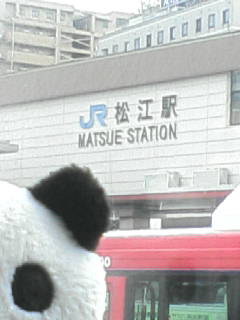 JR 松江駅
MATSUE STATION